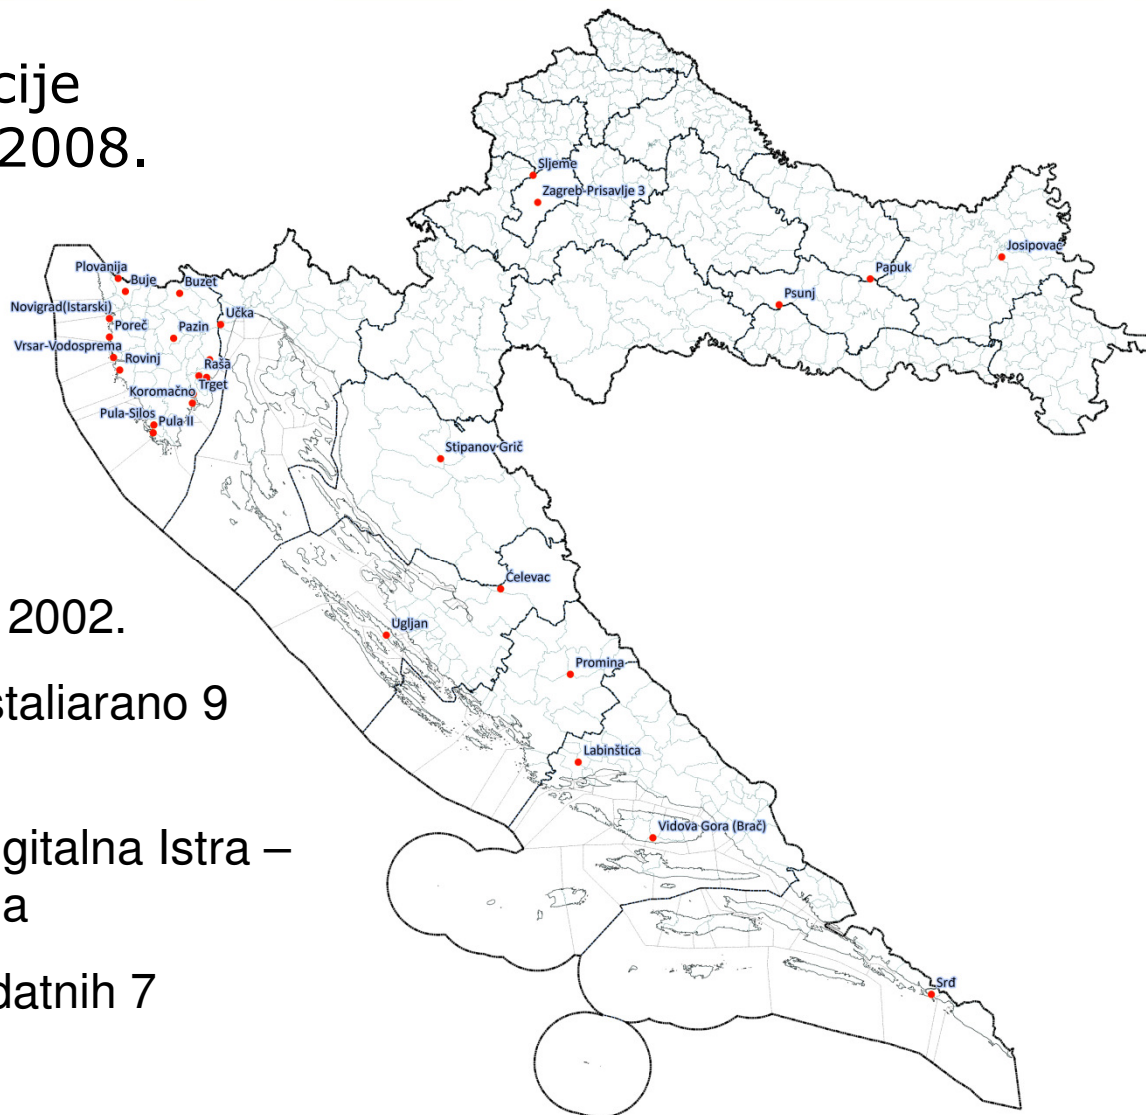 cije
2008.
Sljeme
Zagreb-Prisavlje 3
Josipovac
Papuk
Psunj
Plovanija
Buje
Buzet
Novigrad(Istarski)
Učka
Poreč
Pazin
Vrsar-Vodosprema
Rovinj
Raša
Trget
Koromačno
Pula-Silos
Pula II
Stipanov Grič
Ćelevac
2002.
Ugljan
Promina
staliarano 9
Labinštica
Vidova Gora (Brač)
gitalna Istra –
a
Srđ
datnih 7